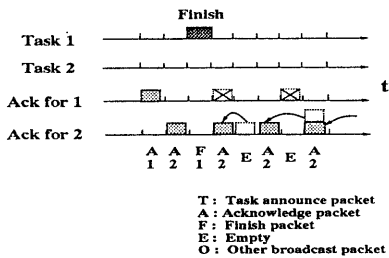 Finish
Task 1
Task 2
t
Ack for 1
Ack for 2
A A F A E A E A
1 2 1 2 2 2
T : Task announce packet
A : Acknowledge packet
F : Finish packet
E : Empty
O : Other broadcast packet